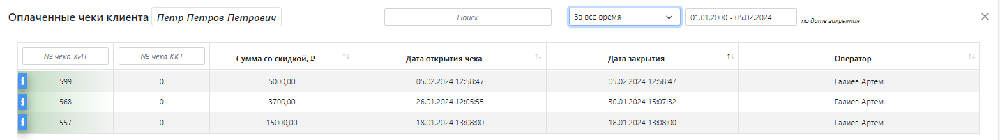 Оплаченные чеки клиента Петр Петров Петрович Поиск За все время 01.01.2000 - 05.02.2024 по дате закрытия
№ чека ХИТ № чека ККТ Сумма со скидкой, ₽ Дата открытия чека Дата закрытия Оператор
599 0 5000,00 05.02.2024 12:58:47 05.02.2024 12:58:47 Галиев Артем
568 0 3700,00 26.01.2024 12:05:55 30.01.2024 15:07:32 Галиев Артем
557 0 15000,00 18.01.2024 13:08:00 18.01.2024 13:08:00 Галиев Артем